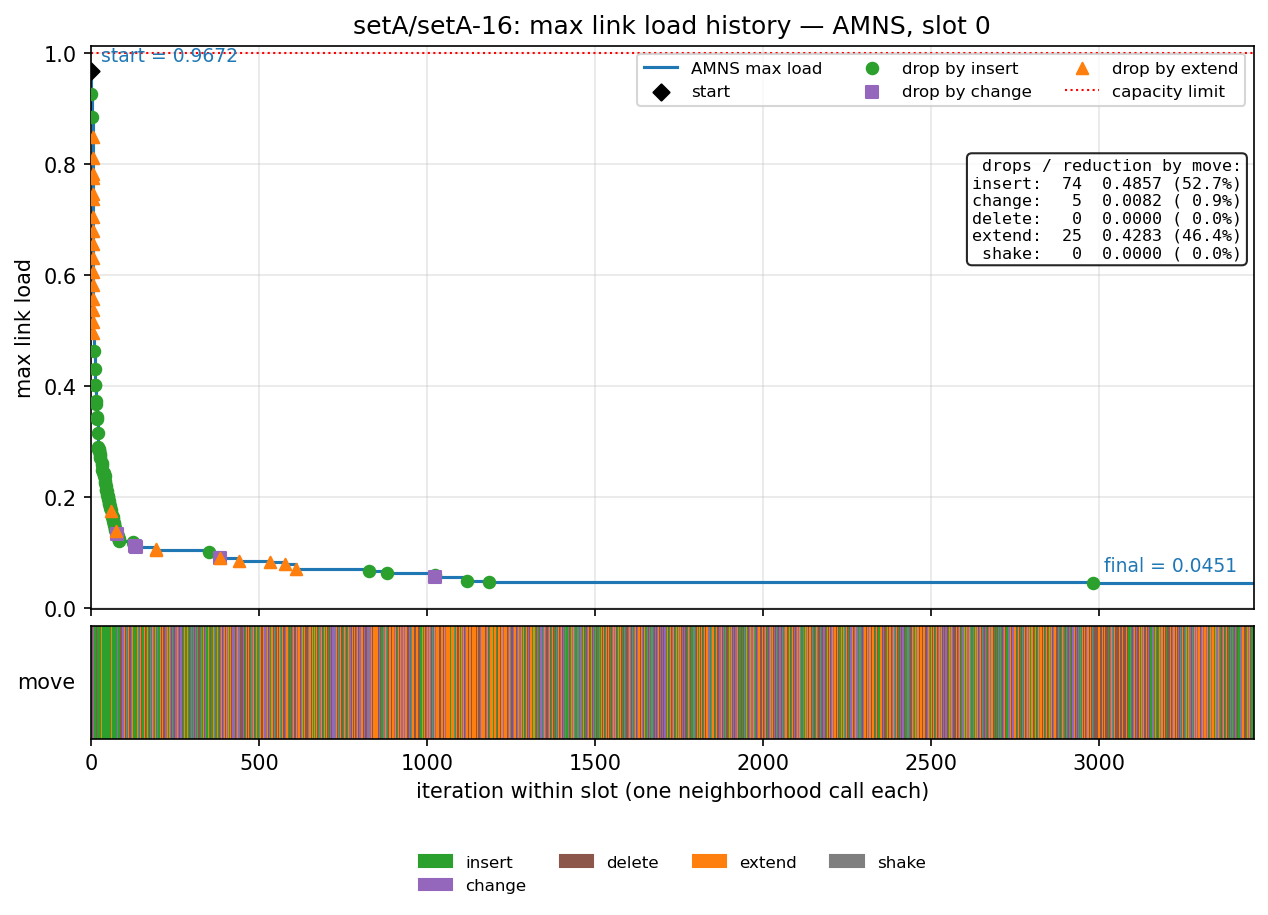 setA/setA-16: max link load history — AMNS, slot 0
start = 0.9672
AMNS max load
start
drop by insert
drop by change
drop by extend
capacity limit
drops / reduction by move:
insert: 74 0.4857 (52.7%)
change: 5 0.0082 ( 0.9%)
delete: 0 0.0000 ( 0.0%)
extend: 25 0.4283 (46.4%)
shake: 0 0.0000 ( 0.0%)
max link load
1.0
0.8
0.6
0.4
0.2
0.0
final = 0.0451
move
0 500 1000 1500 2000 2500 3000
iteration within slot (one neighborhood call each)
insert delete extend shake
change